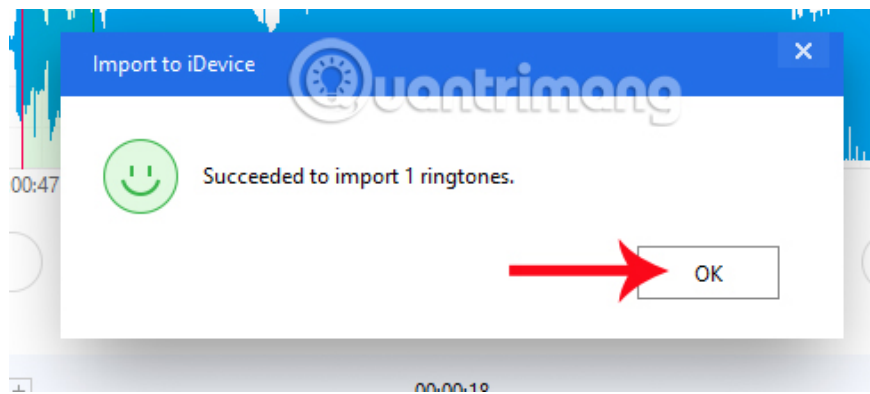 Import to iDevice
Quantrimang
Succeeded to import 1 ringtones.
00:47
OK
00:00:18